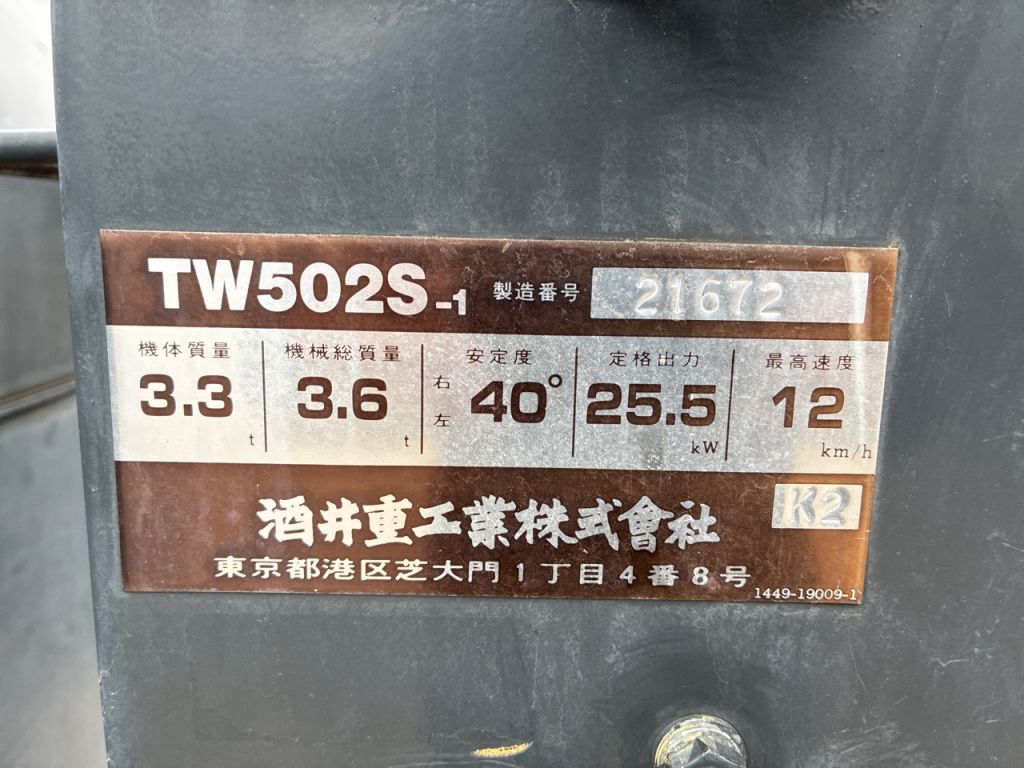 TW502S-1 製造番号 21672
機体質量 機械総質量 安定度 定格出力 最高速度
3.3 t 3.6 t 右 左 40° 25.5 kW 12 km/h
K2
酒井重工業株式會社
東京都港区芝大門1丁目4番8号
1449-19009-1